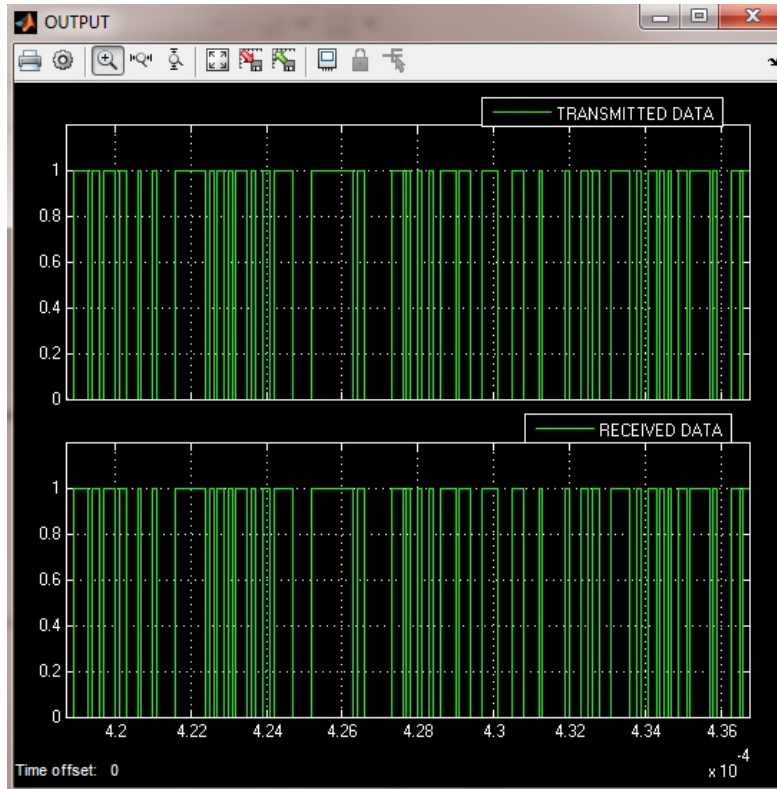 OUTPUT
TRANSMITTED DATA
1
0.8
0.6
0.4
0.2
0
RECEIVED DATA
1
0.8
0.6
0.4
0.2
0
4.2 4.22 4.24 4.26 4.28 4.3 4.32 4.34 4.36
Time offset: 0 x 10^-4